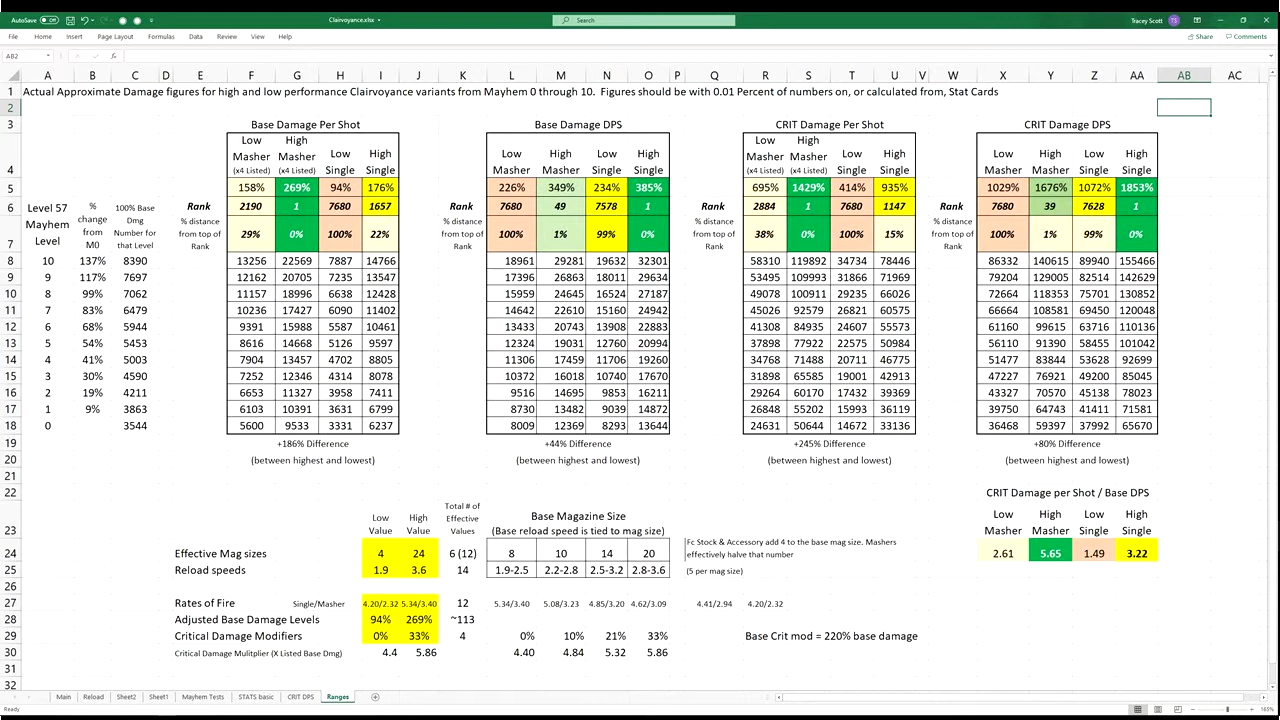 AutoSave Off Clairvoyance.xlsx Search Tracey Scott TS
File Home Insert Page Layout Formulas Data Review View Help Share Comments
AB2 fx
A B C D E F G H I J K L M N O P Q R S T U V W X Y Z AA AB AC
1 Actual Approximate Damage figures for high and low performance Clairvoyance variants from Mayhem 0 through 10. Figures should be with 0.01 Percent of numbers on, or calculated from, Stat Cards
2
3 Base Damage Per Shot Base Damage DPS CRIT Damage Per Shot CRIT Damage DPS
4 Low Masher (x4 Listed) High Masher (x4 Listed) Low Single High Single Low Masher High Masher Low Single High Single Low Masher (x4 Listed) High Masher (x4 Listed) Low Single High Single Low Masher High Masher Low Single High Single
5 158% 269% 94% 176% 226% 349% 234% 385% 695% 1429% 414% 935% 1029% 1676% 1072% 1853%
6 Level 57 Mayhem Level % change from M0 100% Base Dmg Number for that Level Rank 2190 1 7680 1657 Rank 7680 49 7578 1 Rank 2884 1 7680 1147 Rank 7680 39 7628 1
7 % distance from top of Rank 29% 0% 100% 22% % distance from top of Rank 100% 1% 99% 0% % distance from top of Rank 38% 0% 100% 15% % distance from top of Rank 100% 1% 99% 0%
8 10 137% 8390 13256 22569 7887 14766 18961 29281 19632 32301 58310 119892 34734 78446 86332 140615 89940 155466
9 9 117% 7697 12162 20705 7235 13547 17396 26863 18011 29634 53495 109993 31866 71969 79204 129005 82514 142629
10 8 99% 7062 11157 18996 6638 12428 15959 24645 16524 27187 49078 100911 29235 66026 72664 118353 75701 130852
11 7 83% 6479 10236 17427 6090 11402 14642 22610 15160 24942 45026 92579 26821 60575 66664 108581 69450 120048
12 6 68% 5944 9391 15988 5587 10461 13433 20743 13908 22883 41308 84935 24607 55573 61160 99615 63716 110136
13 5 54% 5453 8616 14668 5126 9597 12324 19031 12760 20994 37898 77922 22575 50984 56110 91390 58455 101042
14 4 41% 5003 7904 13457 4702 8805 11306 17459 11706 19260 34768 71488 20711 46775 51477 83844 53628 92699
15 3 30% 4590 7252 12346 4314 8078 10372 16018 10740 17670 31898 65585 19001 42913 47227 76921 49200 85045
16 2 19% 4211 6653 11327 3958 7411 9516 14695 9853 16211 29264 60170 17432 39369 43327 70570 45138 78023
17 1 9% 3863 6103 10391 3631 6799 8730 13482 9039 14872 26848 55202 15993 36119 39750 64743 41411 71581
18 0 3544 5600 9533 3331 6237 8009 12369 8293 13644 24631 50644 14672 33136 36468 59397 37992 65670
19 +186% Difference +44% Difference +245% Difference +80% Difference
20 (between highest and lowest) (between highest and lowest) (between highest and lowest) (between highest and lowest)
21
22 CRIT Damage per Shot / Base DPS
23 Low Value High Value Total # of Effective Values Base Magazine Size (Base reload speed is tied to mag size) Low Masher High Masher Low Single High Single
24 Effective Mag sizes 4 24 6 (12) 8 10 14 20 Fc Stock & Accessory add 4 to the base mag size. Mashers effectively halve that number 2.61 5.65 1.49 3.22
25 Reload speeds 1.9 3.6 14 1.9-2.5 2.2-2.8 2.5-3.2 2.8-3.6 (5 per mag size)
26
27 Rates of Fire Single/Masher 4.20/2.32 5.34/3.40 12 5.34/3.40 5.08/3.23 4.85/3.20 4.62/3.09 4.41/2.94 4.20/2.32
28 Adjusted Base Damage Levels 94% 269% ~113
29 Critical Damage Modifiers 0% 33% 4 0% 10% 21% 33% Base Crit mod = 220% base damage
30 Critical Damage Mulitplier (X Listed Base Dmg) 4.4 5.86 4.40 4.84 5.32 5.86
31
32
Main Reload Sheet2 Sheet1 Mayhem Tests STATS basic CRIT DPS Ranges
Ready 165%